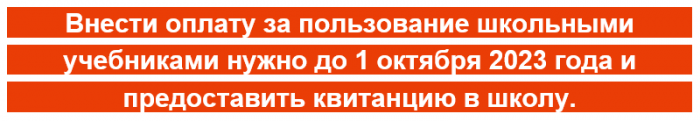 Внести оплату за пользование школьными
учебниками нужно до 1 октября 2023 года и
предоставить квитанцию в школу.